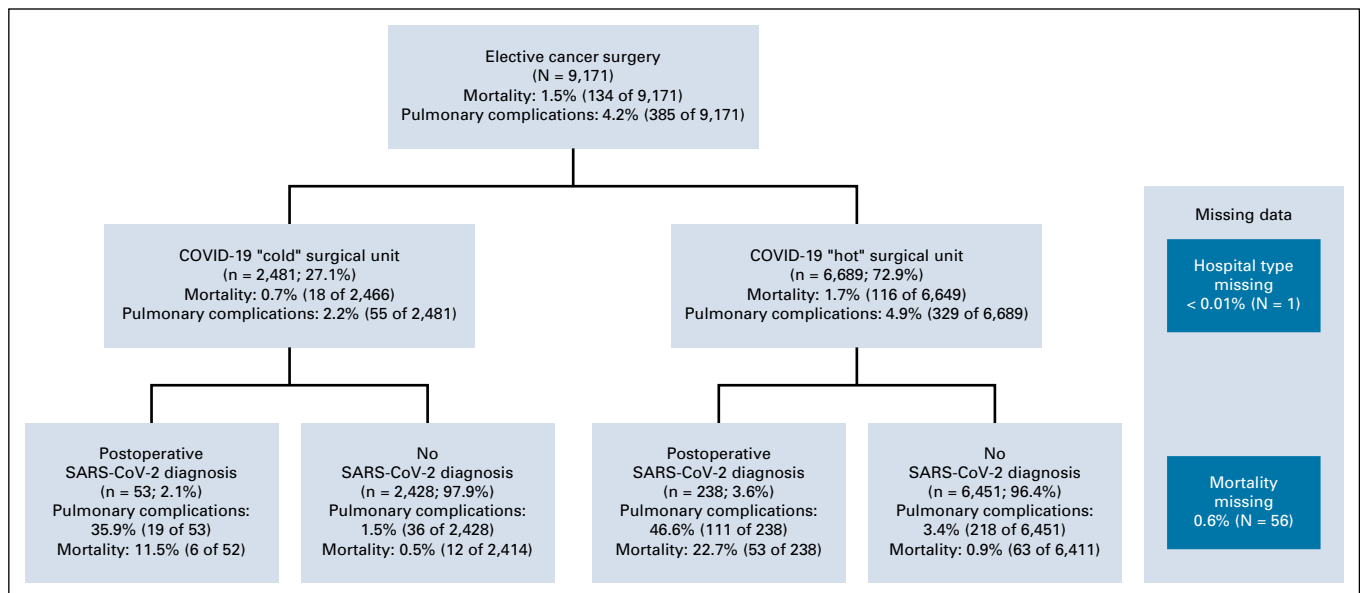 Elective cancer surgery
(N = 9,171)
Mortality: 1.5% (134 of 9,171)
Pulmonary complications: 4.2% (385 of 9,171)
COVID-19 "cold" surgical unit
(n = 2,481; 27.1%)
Mortality: 0.7% (18 of 2,466)
Pulmonary complications: 2.2% (55 of 2,481)
COVID-19 "hot" surgical unit
(n = 6,689; 72.9%)
Mortality: 1.7% (116 of 6,649)
Pulmonary complications: 4.9% (329 of 6,689)
Postoperative
SARS-CoV-2 diagnosis
(n = 53; 2.1%)
Pulmonary complications:
35.9% (19 of 53)
Mortality: 11.5% (6 of 52)
No
SARS-CoV-2 diagnosis
(n = 2,428; 97.9%)
Pulmonary complications:
1.5% (36 of 2,428)
Mortality: 0.5% (12 of 2,414)
Postoperative
SARS-CoV-2 diagnosis
(n = 238; 3.6%)
Pulmonary complications:
46.6% (111 of 238)
Mortality: 22.7% (53 of 238)
No
SARS-CoV-2 diagnosis
(n = 6,451; 96.4%)
Pulmonary complications:
3.4% (218 of 6,451)
Mortality: 0.9% (63 of 6,411)
Missing data
Hospital type
missing
< 0.01% (N = 1)
Mortality
missing
0.6% (N = 56)